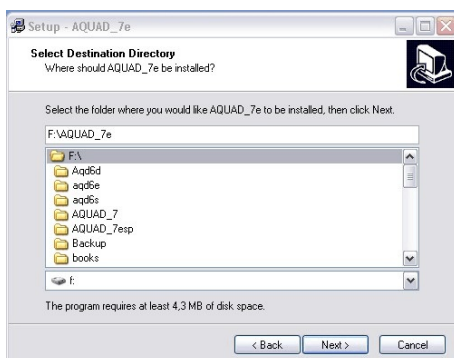 Setup - AQUAD_7e
Select Destination Directory
Where should AQUAD_7e be installed?
Select the folder where you would like AQUAD_7e to be installed, then click Next.
F:\AQUAD_7e
F:\
Aqd6d
aqd6e
aqd6s
AQUAD_7
AQUAD_7esp
Backup
books
f:
The program requires at least 4,3 MB of disk space.
< Back
Next >
Cancel